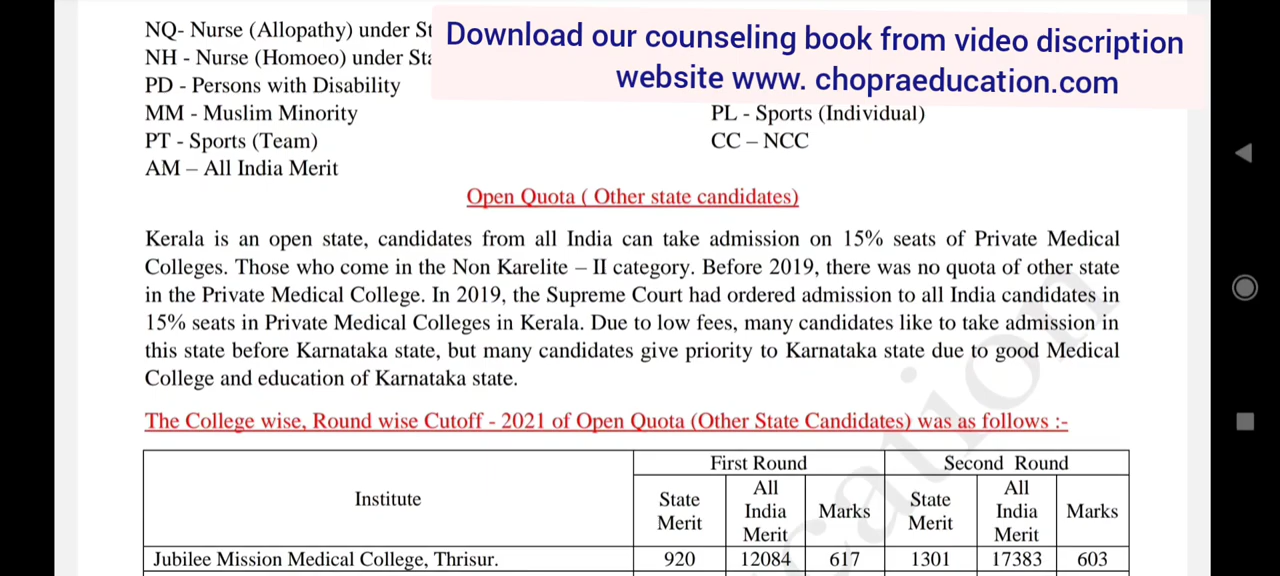 NQ- Nurse (Allopathy) under
Download our counseling book from video discription
website www. chopraeducation.com
NH - Nurse (Homoeo) under
PD - Persons with Disability
MM - Muslim Minority
PL - Sports (Individual)
PT - Sports (Team)
CC – NCC
AM – All India Merit
Open Quota ( Other state candidates)
Kerala is an open state, candidates from all India can take admission on 15% seats of Private Medical
Colleges. Those who come in the Non Karelite – II category. Before 2019, there was no quota of other state
in the Private Medical College. In 2019, the Supreme Court had ordered admission to all India candidates in
15% seats in Private Medical Colleges in Kerala. Due to low fees, many candidates like to take admission in
this state before Karnataka state, but many candidates give priority to Karnataka state due to good Medical
College and education of Karnataka state.
The College wise, Round wise Cutoff - 2021 of Open Quota (Other State Candidates) was as follows :-
Institute
First Round
Second Round
State Merit
All India Merit
Marks
State Merit
All India Merit
Marks
Jubilee Mission Medical College, Thrisur. 920 12084 617 1301 17383 603